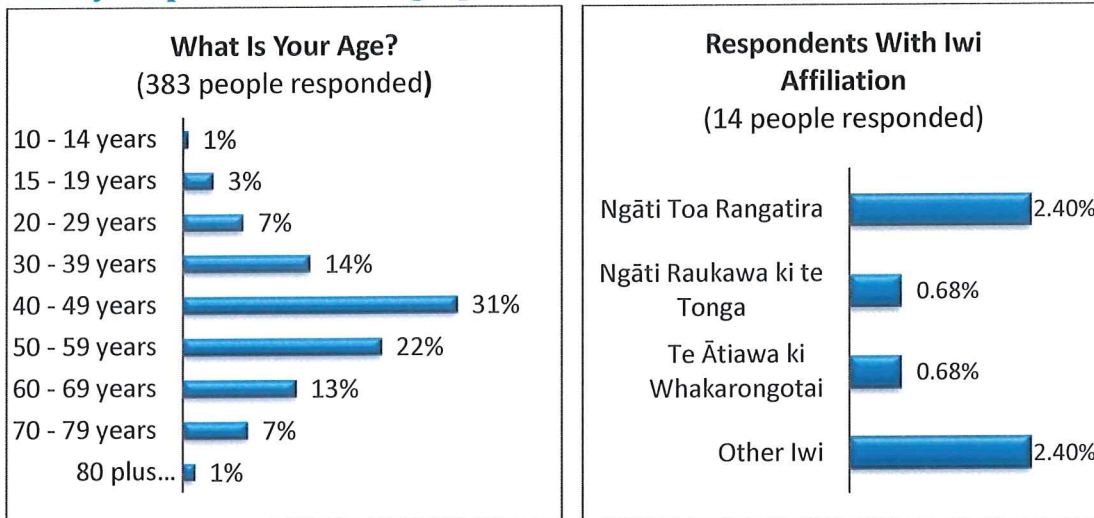 What Is Your Age?
(383 people responded)
10 - 14 years 1%
15 - 19 years 3%
20 - 29 years 7%
30 - 39 years 14%
40 - 49 years 31%
50 - 59 years 22%
60 - 69 years 13%
70 - 79 years 7%
80 plus... 1%
Respondents With Iwi
Affiliation
(14 people responded)
Ngāti Toa Rangatira 2.40%
Ngāti Raukawa ki te
Tonga 0.68%
Te Ātiawa ki
Whakarongotai 0.68%
Other Iwi 2.40%